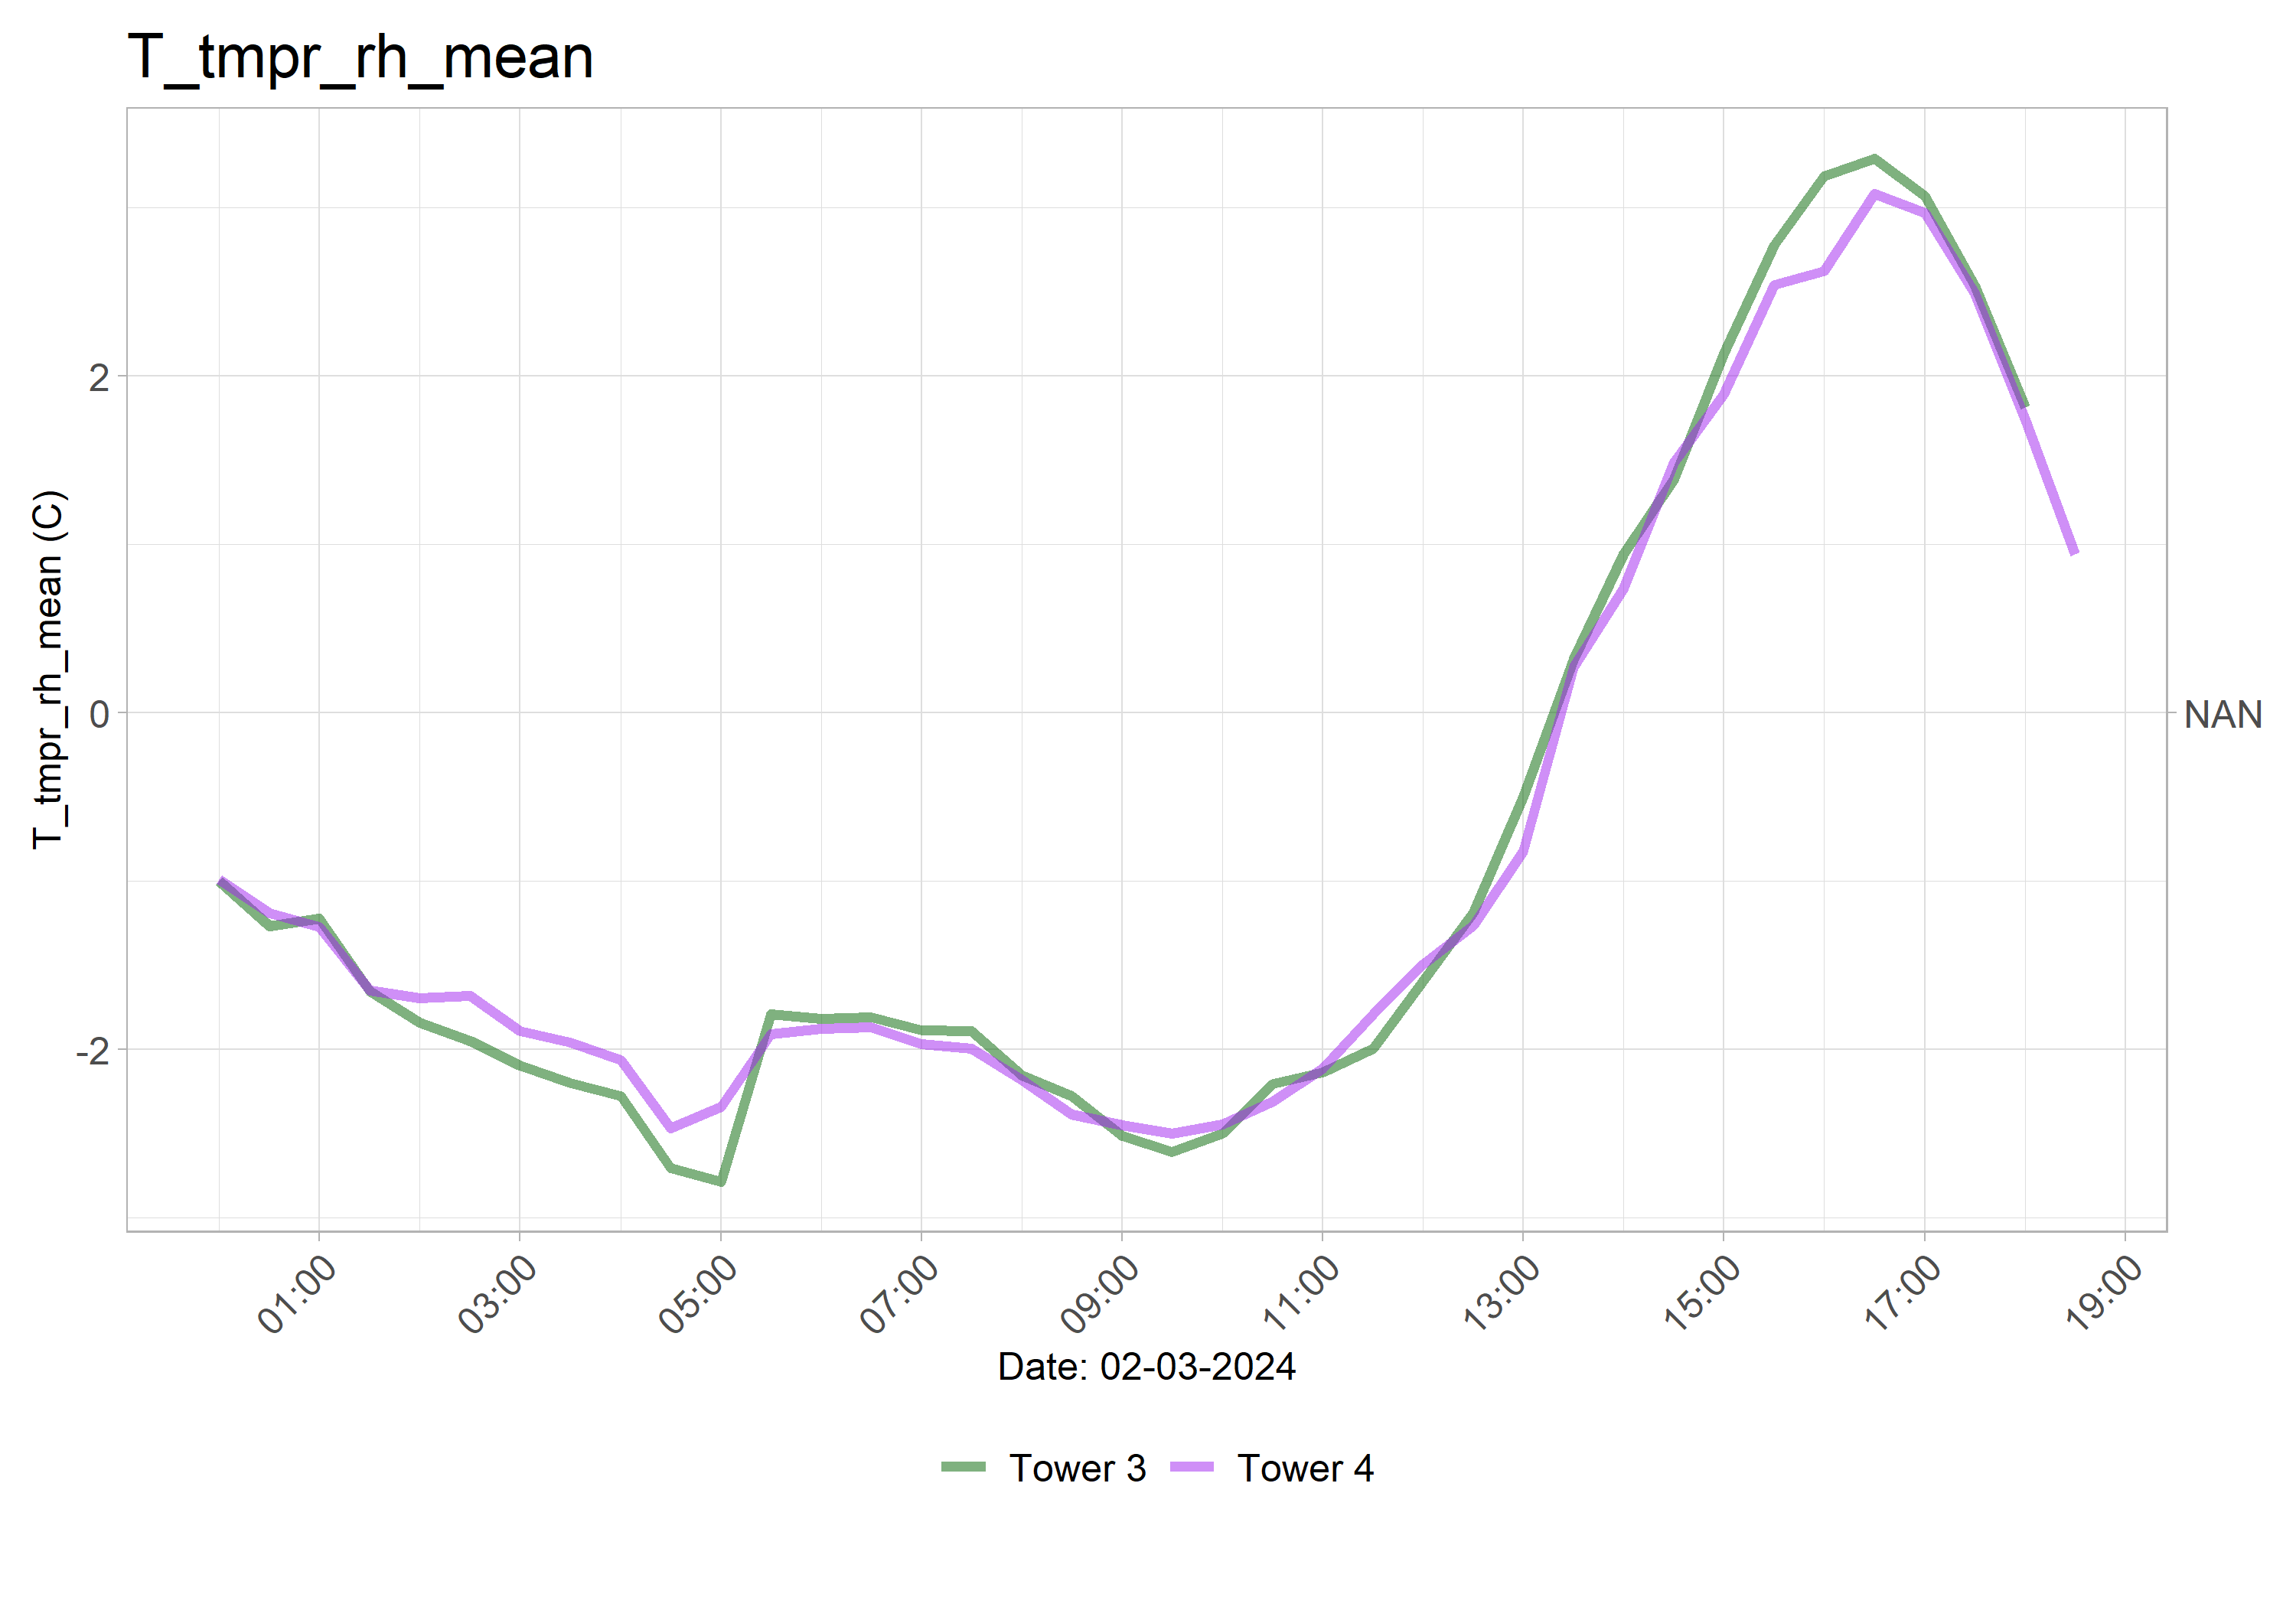 T_tmpr_rh_mean
T_tmpr_rh_mean (C)
2
0
-2
NAN
01:00
03:00
05:00
07:00
09:00
11:00
13:00
15:00
17:00
19:00
Date: 02-03-2024
Tower 3
Tower 4